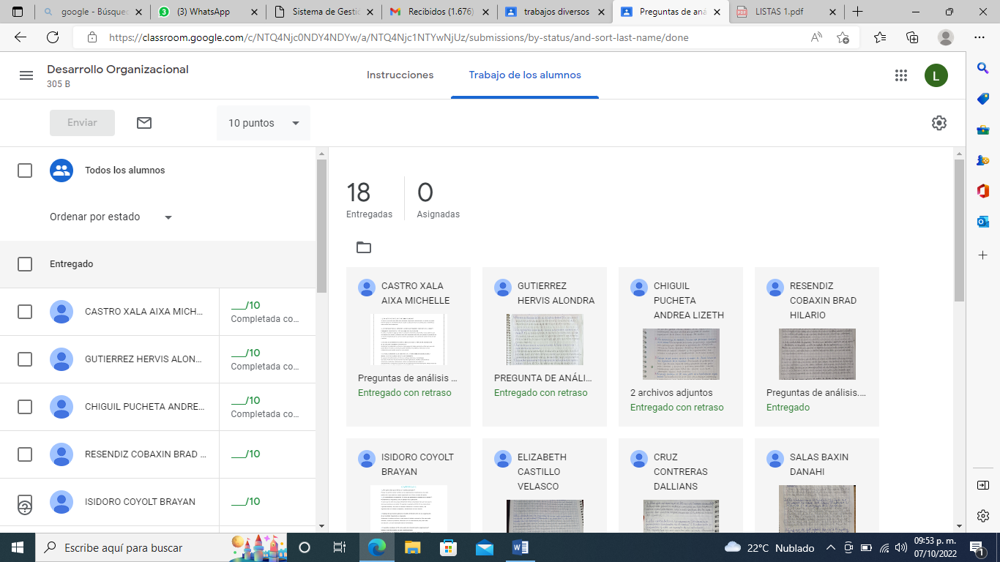 google - Búsqued
(3) WhatsApp
Sistema de Gesti
Recibidos (1.676)
trabajos diversos
Preguntas de aná
LISTAS 1.pdf
https://classroom.google.com/c/NTQ4Njc0NDY4NDYw/a/NTQ4Njc1NTYwNjUz/submissions/by-status/and-sort-last-name/done
Desarrollo Organizacional
305 B
Instrucciones
Trabajo de los alumnos
L
Enviar
10 puntos
Todos los alumnos
Ordenar por estado
Entregado
CASTRO XALA AIXA MICH...
___/10
Completada co...
GUTIERREZ HERVIS ALON...
___/10
Completada co...
CHIGUIL PUCHETA ANDRE...
___/10
Completada co...
RESENDIZ COBAXIN BRAD ...
___/10
ISIDORO COYOLT BRAYAN
___/10
18
Entregadas
0
Asignadas
CASTRO XALA
AIXA MICHELLE
Preguntas de análisis ...
Entregado con retraso
GUTIERREZ
HERVIS ALONDRA
PREGUNTA DE ANÁLI...
Entregado con retraso
CHIGUIL
PUCHETA
ANDREA LIZETH
2 archivos adjuntos
Entregado con retraso
RESENDIZ
COBAXIN BRAD
HILARIO
Preguntas de análisis....
Entregado
ISIDORO COYOLT
BRAYAN
ELIZABETH
CASTILLO
VELASCO
CRUZ
CONTRERAS
DALLIANS
SALAS BAXIN
DANAHI
Escribe aquí para buscar
22°C Nublado
09:53 p. m.
07/10/2022
1